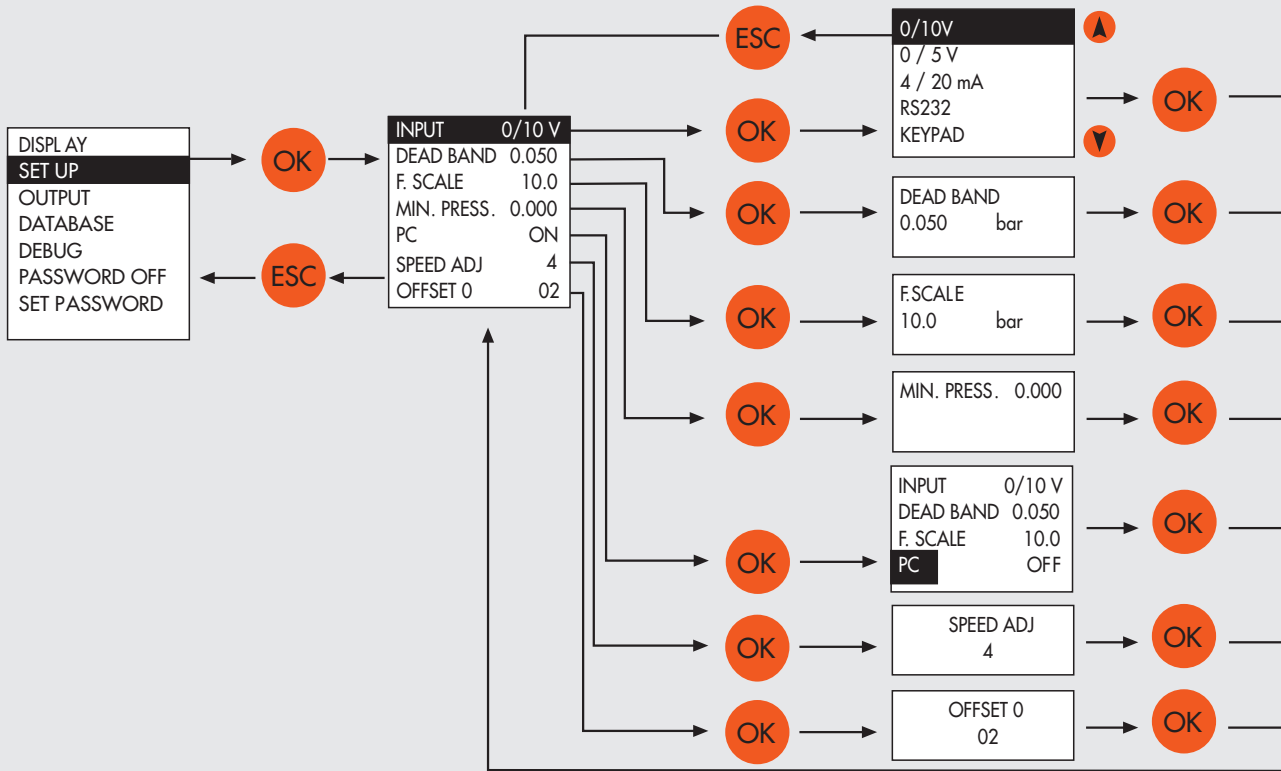 DISPL AY
SET UP
OUTPUT
DATABASE
DEBUG
PASSWORD OFF
SET PASSWORD
OK
ESC
INPUT 0/10 V
DEAD BAND 0.050
F. SCALE 10.0
MIN. PRESS. 0.000
PC ON
SPEED ADJ 4
OFFSET 0 02
ESC
0/10V
0 / 5 V
4 / 20 mA
RS232
KEYPAD
OK
OK
OK
DEAD BAND
0.050 bar
OK
OK
F.SCALE
10.0 bar
OK
OK
MIN. PRESS. 0.000
OK
OK
INPUT 0/10 V
DEAD BAND 0.050
F. SCALE 10.0
PC OFF
OK
OK
SPEED ADJ
4
OK
OK
OFFSET 0
02
OK